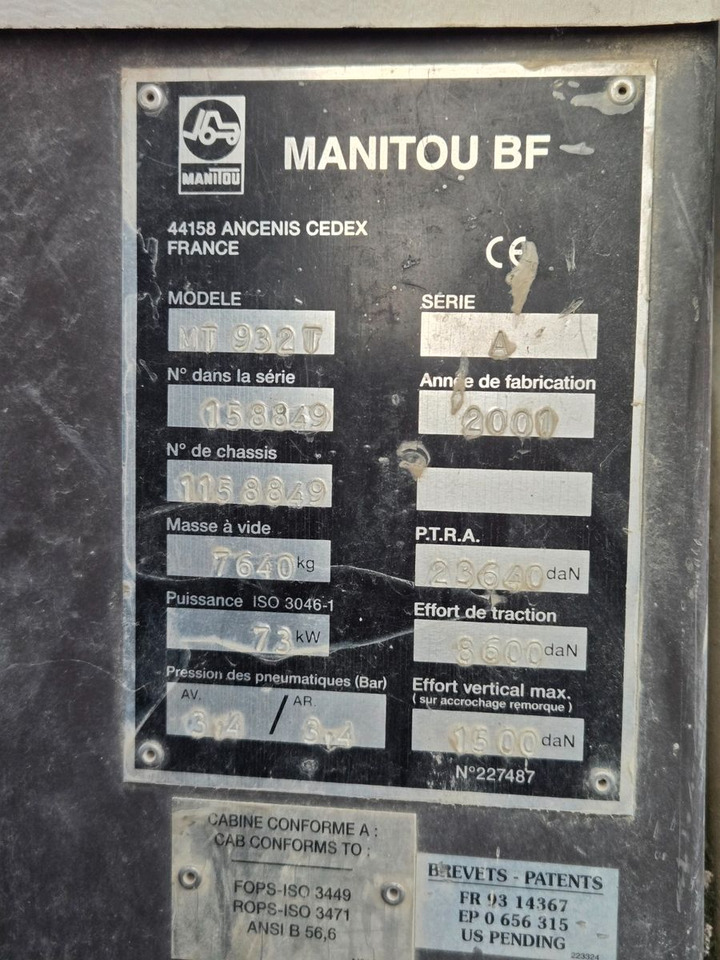 MANITOU
MANITOU BF
44158 ANCENIS CEDEX
FRANCE
CE
MODELE
MT 932T
SÉRIE
A
N° dans la série
158849
Année de fabrication
2001
N° de chassis
1158849
Masse à vide
7640 kg
P.T.R.A.
23640 daN
Puissance ISO 3046-1
73 kW
Effort de traction
8600 daN
Pression des pneumatiques (Bar)
AV. / AR.
3,4 3,4
Effort vertical max.
( sur accrochage remorque )
1500 daN
N°227487
CABINE CONFORME A :
CAB CONFORMS TO :
FOPS-ISO 3449
ROPS-ISO 3471
ANSI B 56,6
BREVETS - PATENTS
FR 93 14367
EP 0 656 315
US PENDING
223324